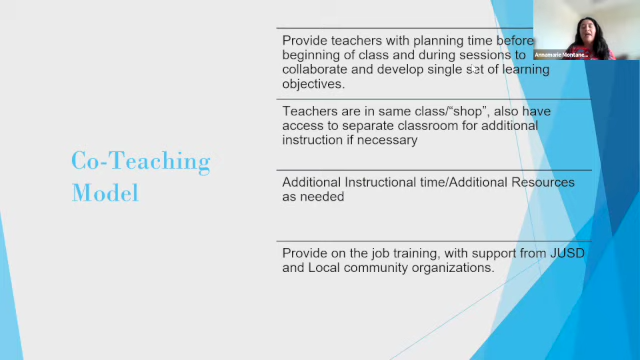 Provide teachers with planning time before
beginning of class and during sessions to
collaborate and develop single set of learning
objectives.
Annemarie Montane...
Teachers are in same class/“shop”, also have
access to separate classroom for additional
instruction if necessary
Co-Teaching
Model
Additional Instructional time/Additional Resources
as needed
Provide on the job training, with support from JUSD
and Local community organizations.